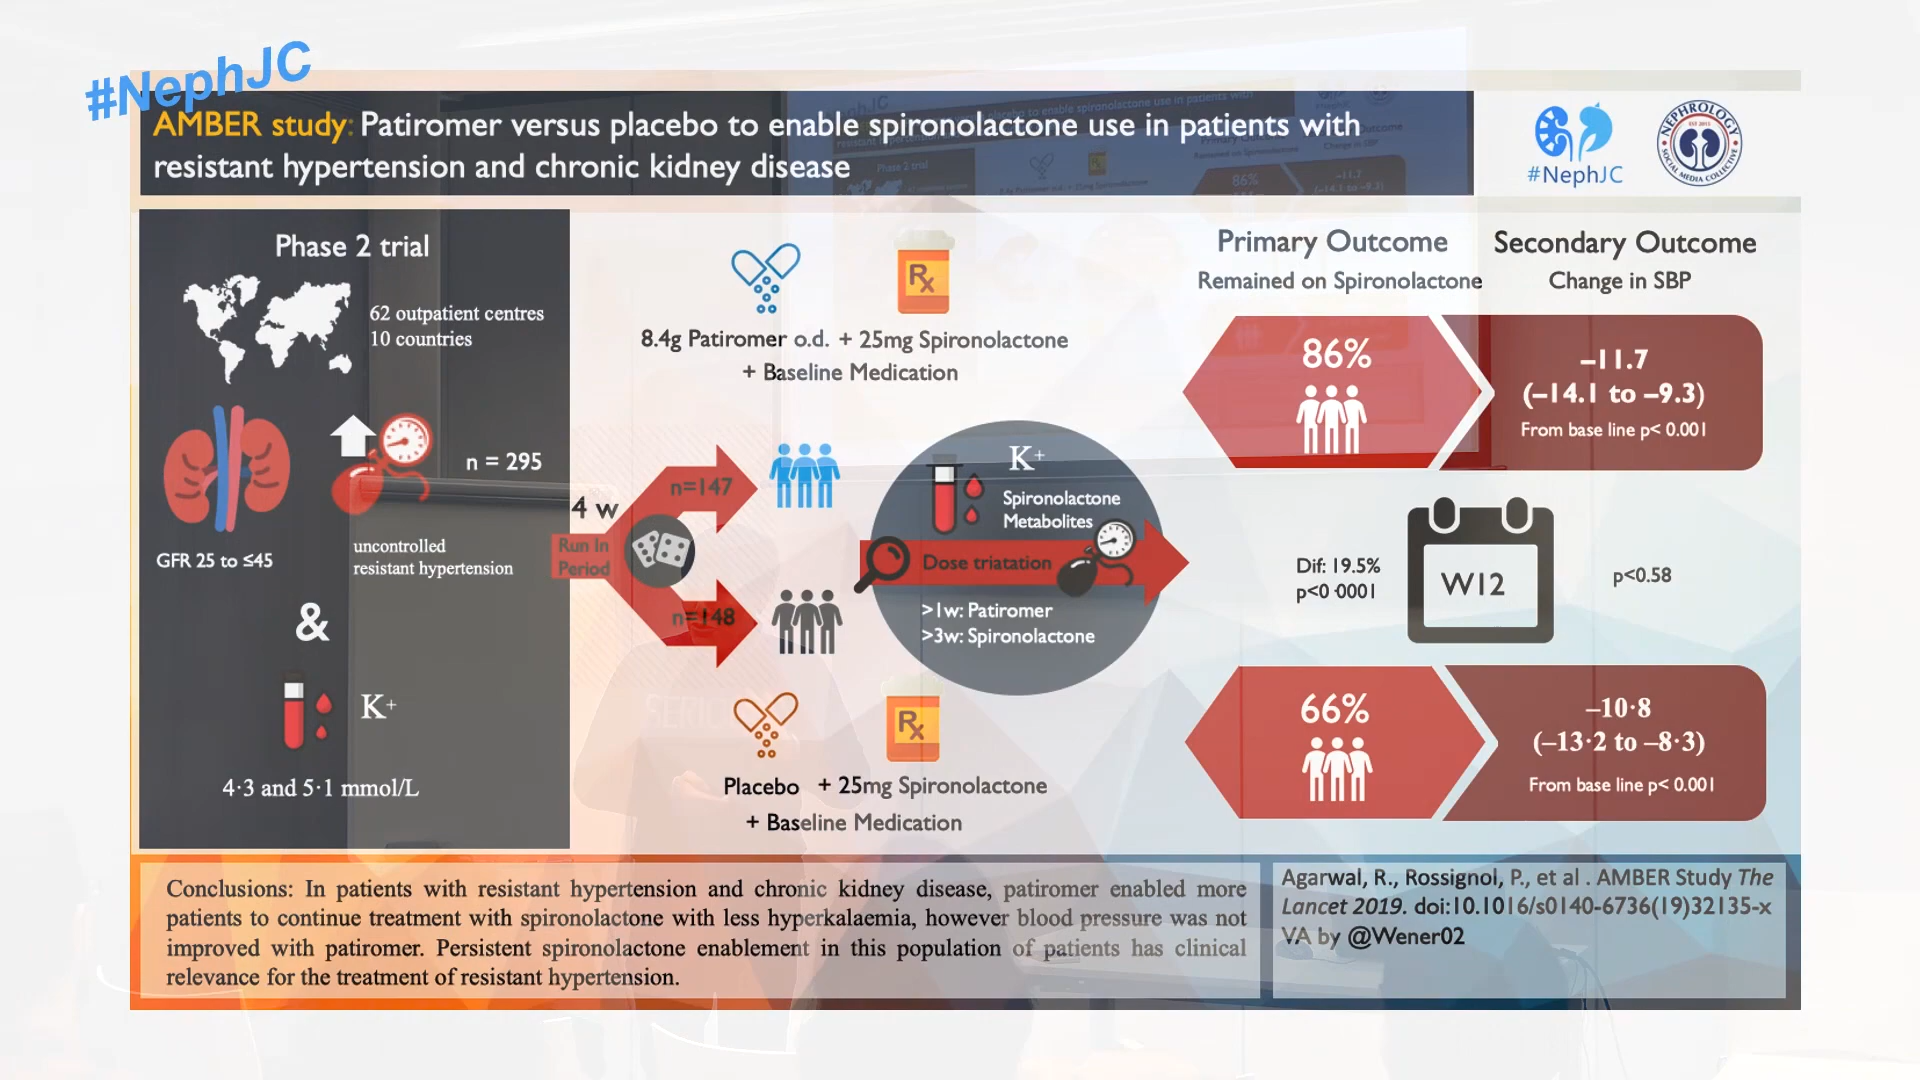 #NephJC
AMBER study: Patiromer versus placebo to enable spironolactone use in patients with
resistant hypertension and chronic kidney disease
#NephJC
NEPHROLOGY
SOCIAL MEDIA COLLECTIVE
Phase 2 trial
62 outpatient centres
10 countries
n = 295
GFR 25 to ≤45
uncontrolled
resistant hypertension
&
K+
4·3 and 5·1 mmol/L
4 w
Run In
Period
n=147
n=148
Rx
8.4g Patiromer o.d. + 25mg Spironolactone
+ Baseline Medication
K+
Spironolactone
Metabolites
Dose triatation
>1w: Patiromer
>3w: Spironolactone
Rx
Placebo + 25mg Spironolactone
+ Baseline Medication
Primary Outcome
Remained on Spironolactone
Secondary Outcome
Change in SBP
86%
–11.7
(–14.1 to –9.3)
From base line p< 0.001
Dif: 19.5%
p<0·0001
W12
p<0.58
66%
–10·8
(–13·2 to –8·3)
From base line p< 0.001
Conclusions: In patients with resistant hypertension and chronic kidney disease, patiromer enabled more
patients to continue treatment with spironolactone with less hyperkalaemia, however blood pressure was not
improved with patiromer. Persistent spironolactone enablement in this population of patients has clinical
relevance for the treatment of resistant hypertension.
Agarwal, R., Rossignol, P., et al . AMBER Study The
Lancet 2019. doi:10.1016/s0140-6736(19)32135-x
VA by @Wener02